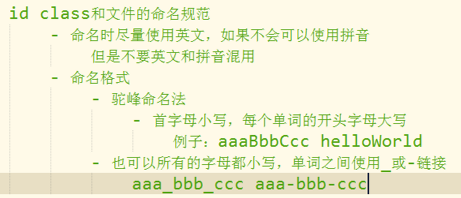 id class和文件的命名规范
- 命名时尽量使用英文，如果不会可以使用拼音
但是不要英文和拼音混用
- 命名格式
- 驼峰命名法
- 首字母小写，每个单词的开头字母大写
例子：aaaBbbCcc helloWorld
- 也可以所有的字母都小写，单词之间使用_或-链接
aaa_bbb_ccc aaa-bbb-ccc